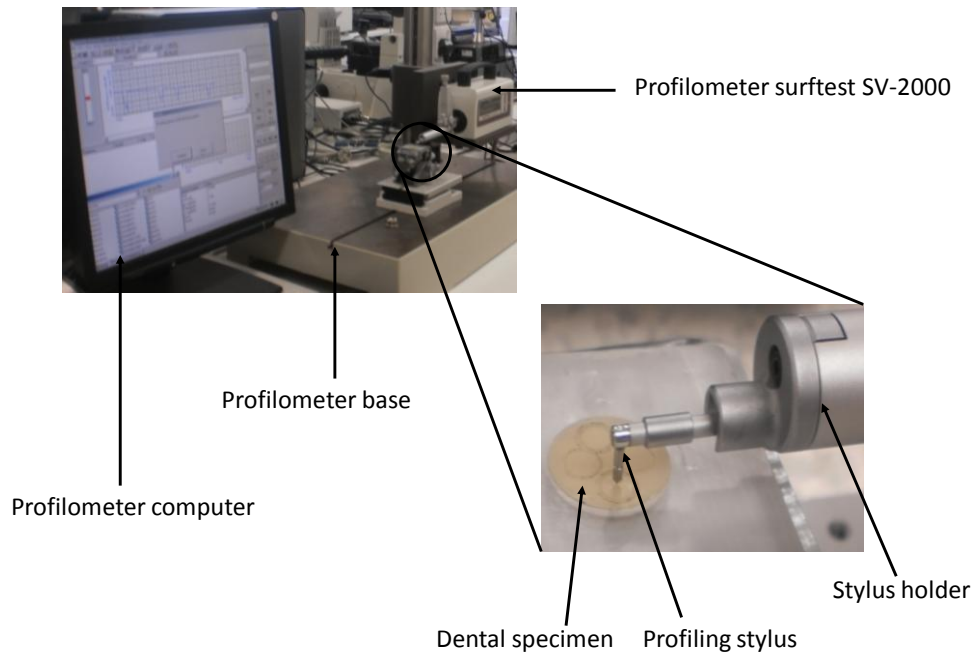 Profilometer surftest SV-2000
Profilometer base
Profilometer computer
Stylus holder
Dental specimen
Profiling stylus